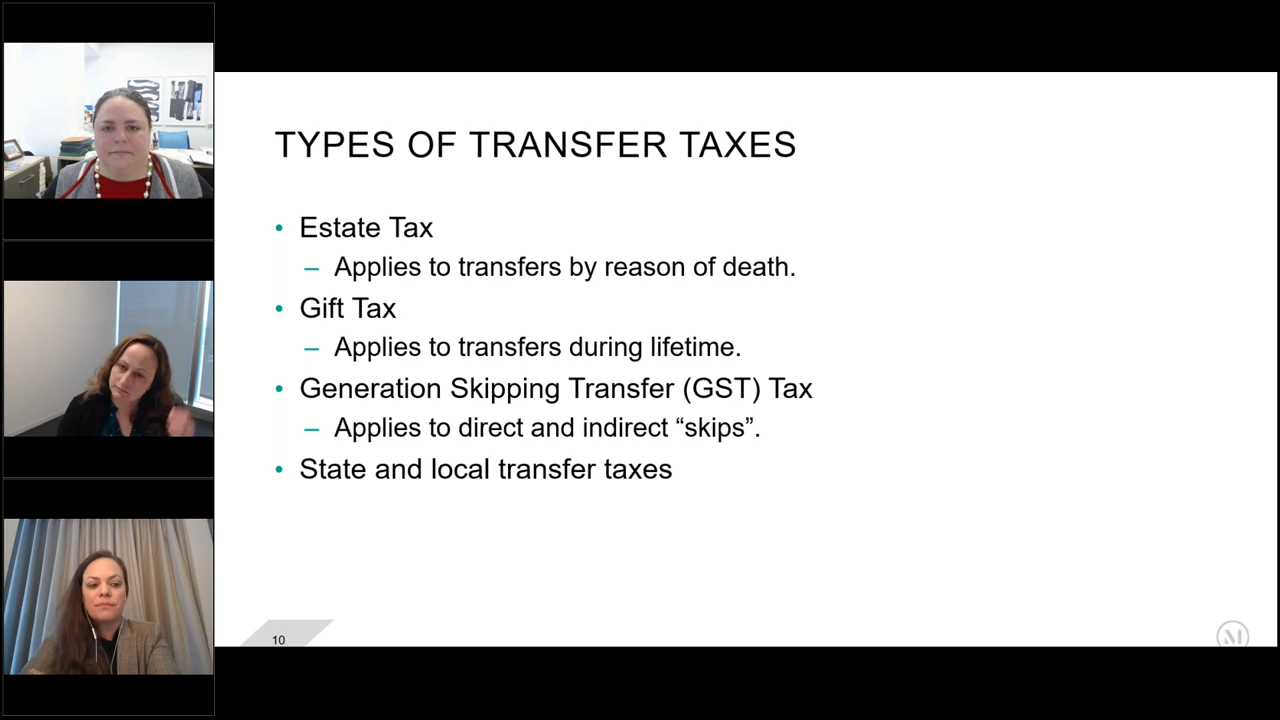 TYPES OF TRANSFER TAXES
• Estate Tax
– Applies to transfers by reason of death.
• Gift Tax
– Applies to transfers during lifetime.
• Generation Skipping Transfer (GST) Tax
– Applies to direct and indirect “skips”.
• State and local transfer taxes
10
M